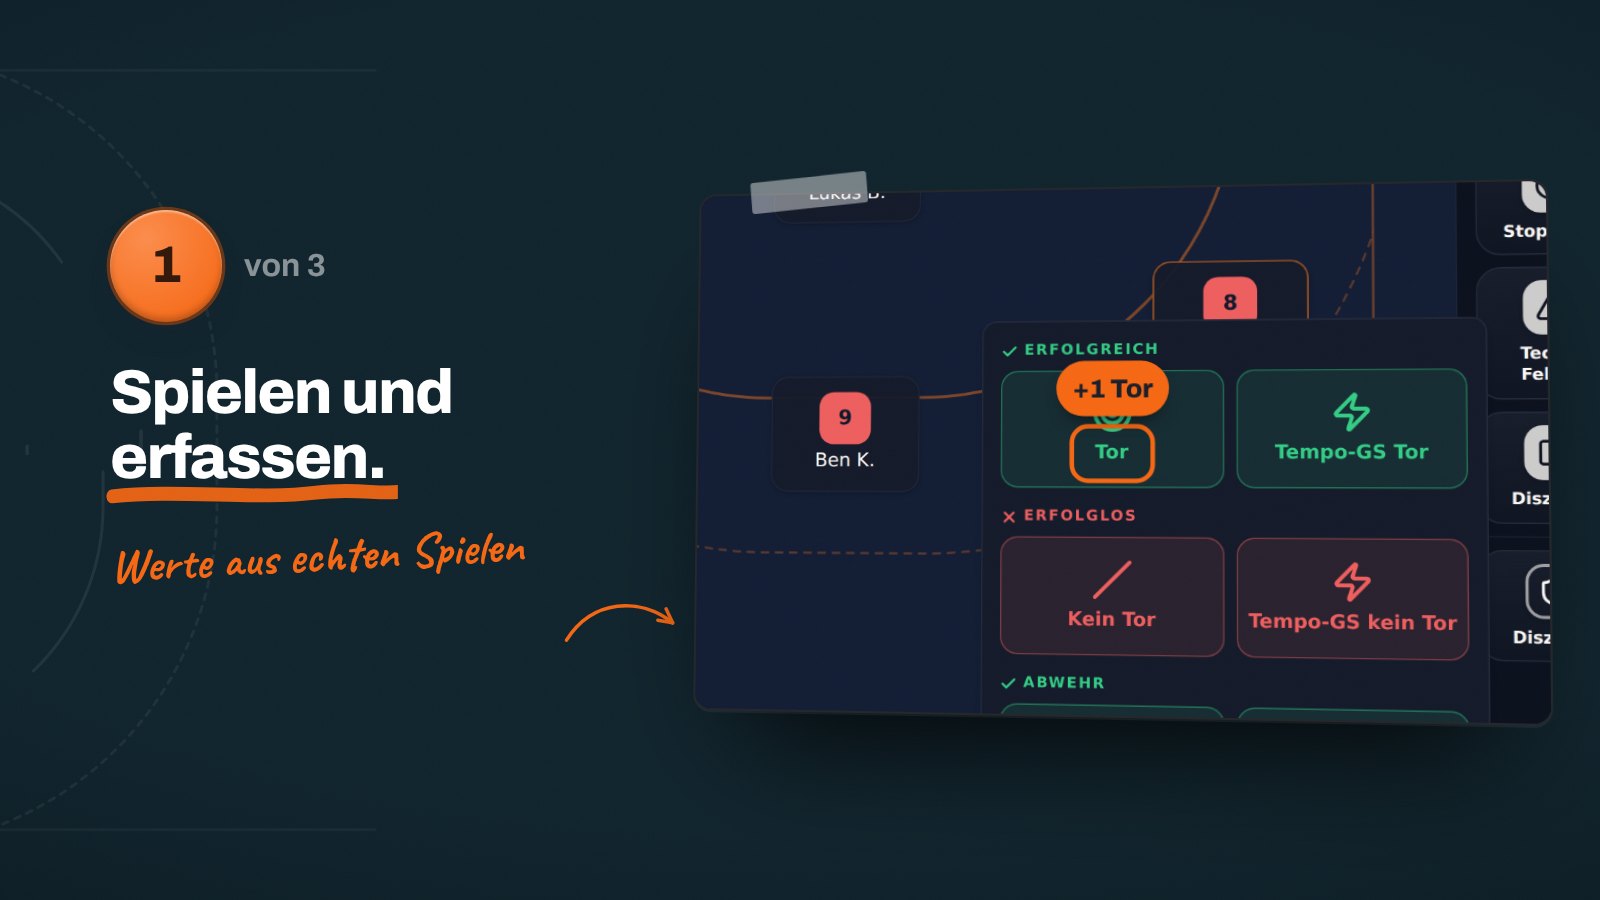 1
von 3
Spielen und
erfassen.
Werte aus echten Spielen
Lukas B.
8
9
Ben K.
ERFOLGREICH
+1 Tor
Tor
Tempo-GS Tor
ERFOLGLOS
Kein Tor
Tempo-GS kein Tor
ABWEHR
Stop